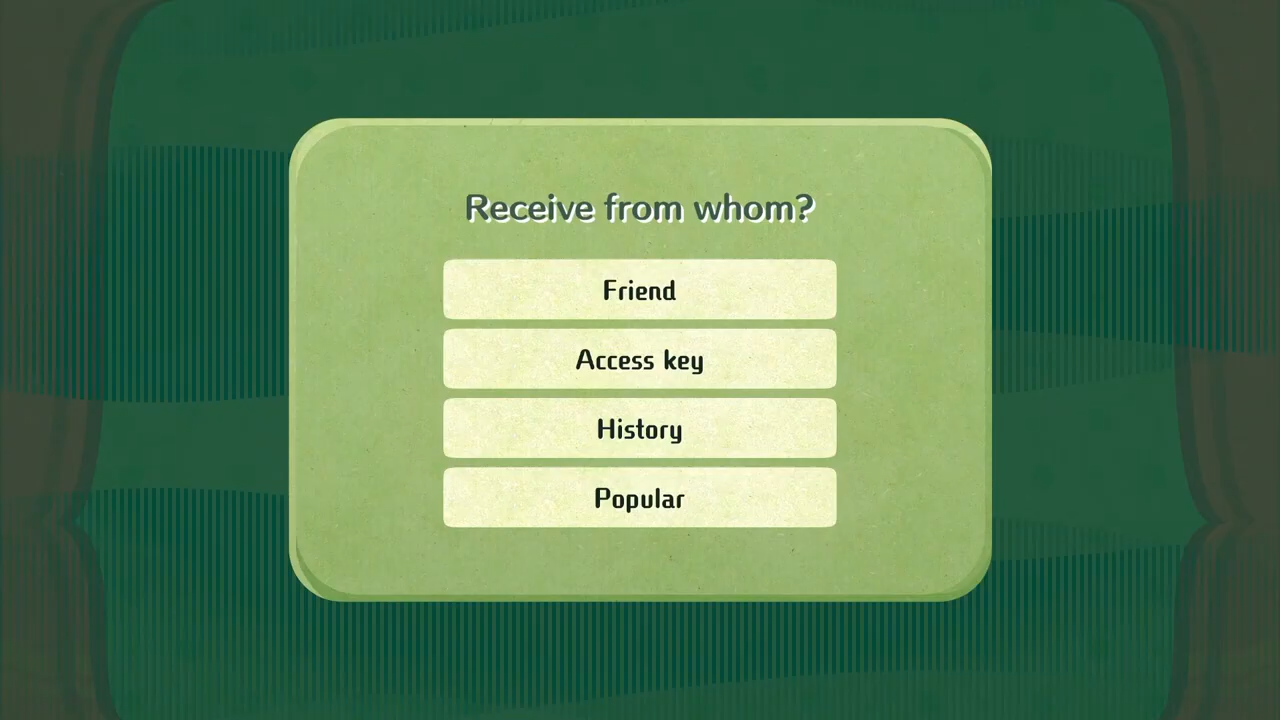 Receive from whom?
Friend
Access key
History
Popular